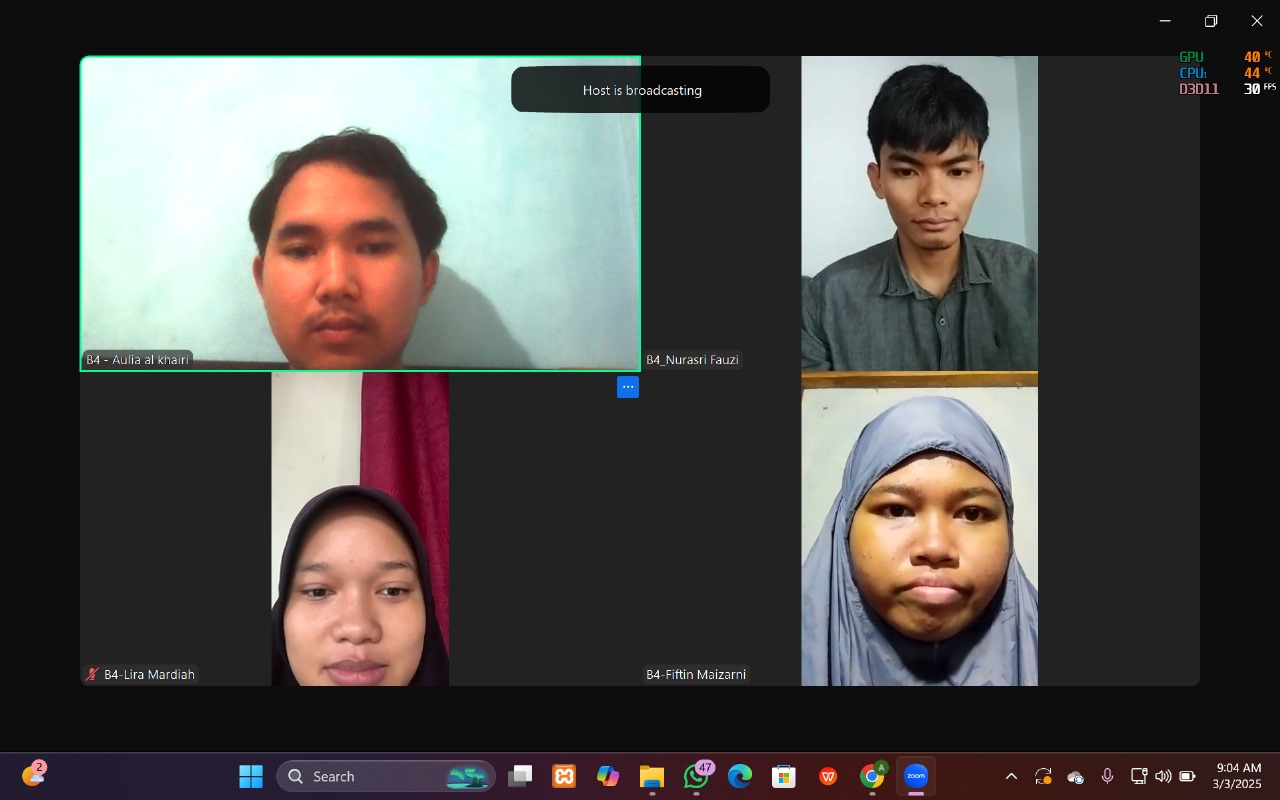 GPU 40 °C
CPU1 44 °C
D3D11 30 FPS
Host is broadcasting
B4 - Aulia al khairi
B4_Nurasri Fauzi
B4-Lira Mardiah
B4-Fiftin Maizarni
2
Search
47
A
zoom
9:04 AM
3/3/2025